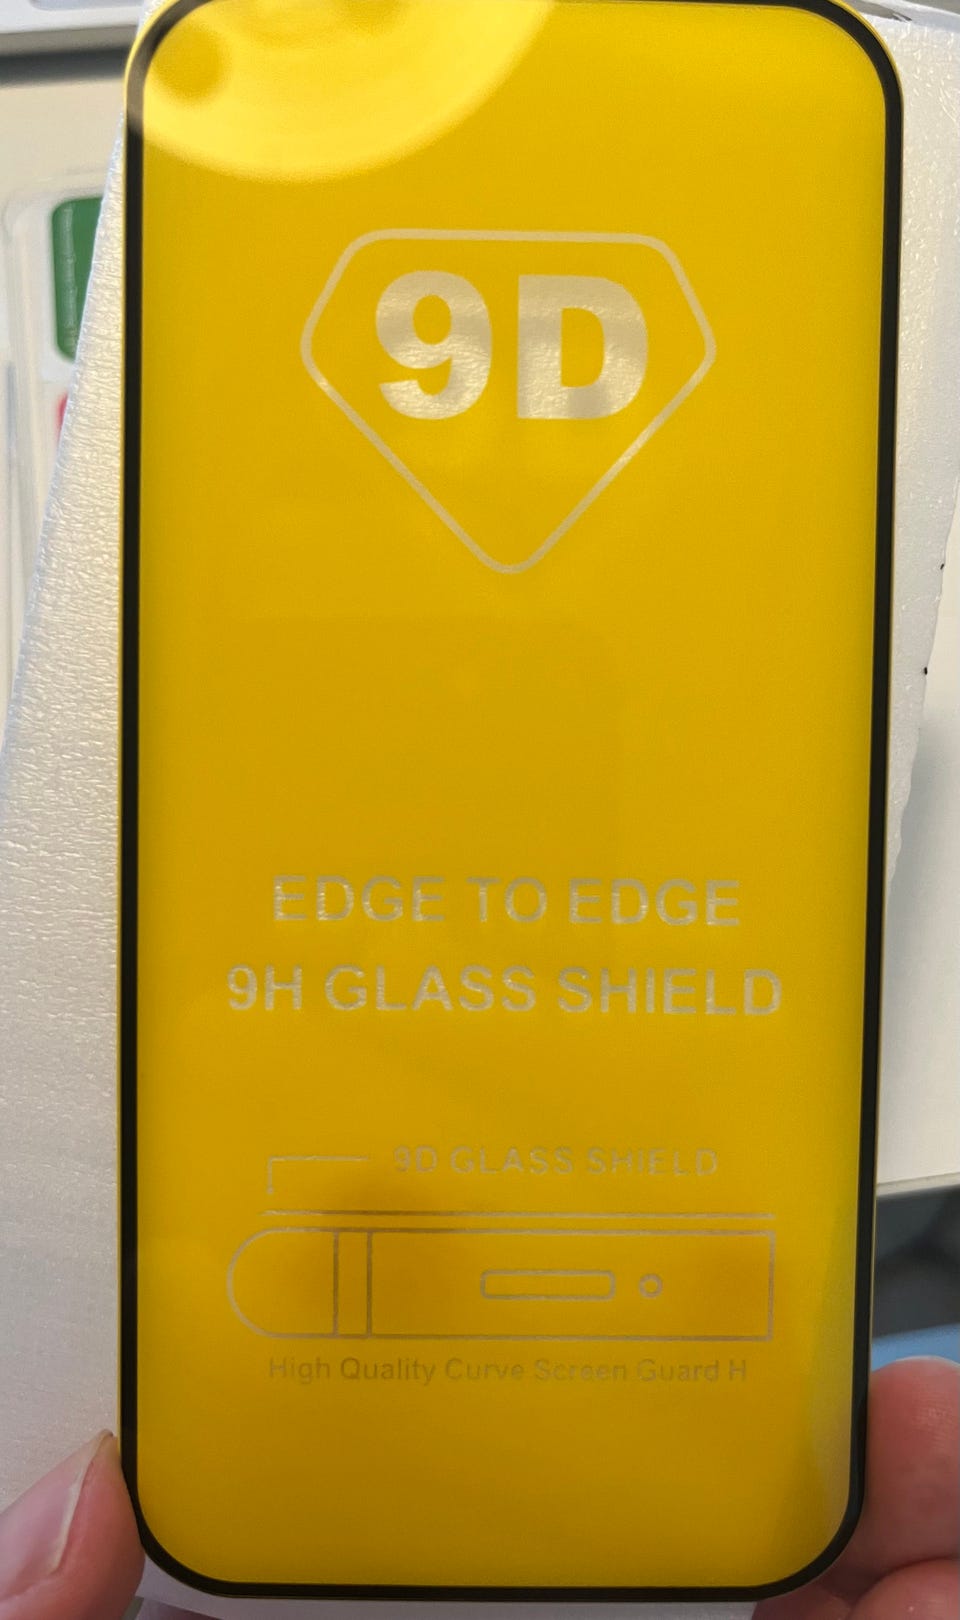 9D
EDGE TO EDGE
9H GLASS SHIELD
9D GLASS SHIELD
High Quality Curve Screen Guard H